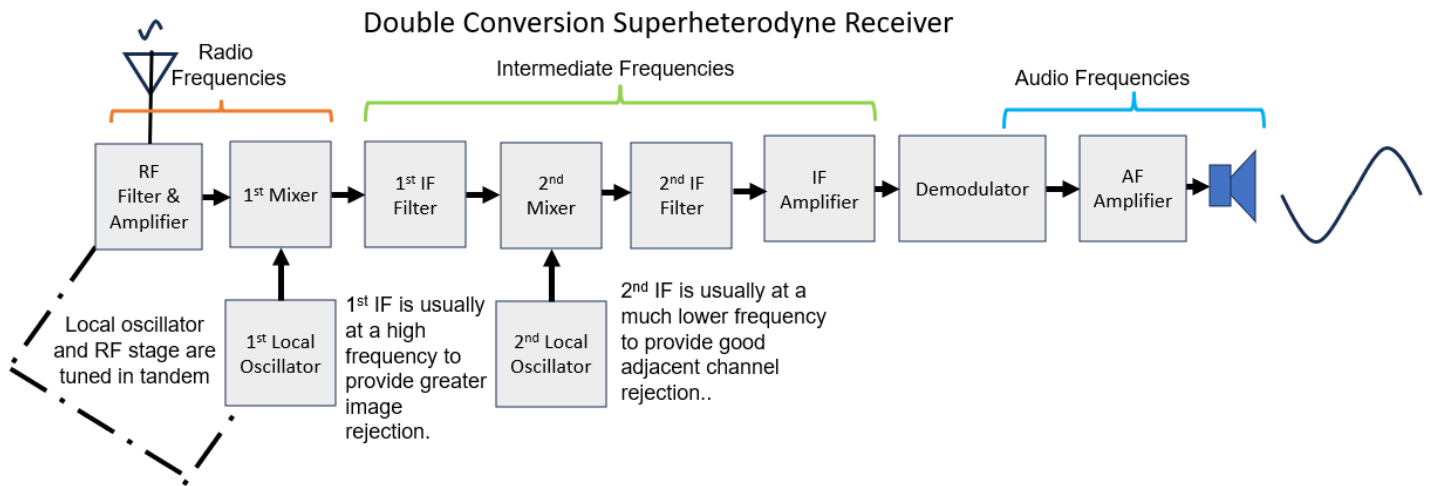 Double Conversion Superheterodyne Receiver
Radio
Frequencies
Intermediate Frequencies
Audio Frequencies
RF
Filter &
Amplifier
1st Mixer
1st IF
Filter
2nd
Mixer
2nd IF
Filter
IF
Amplifier
Demodulator
AF
Amplifier
Local oscillator
and RF stage are
tuned in tandem
1st Local
Oscillator
1st IF is usually
at a high
frequency to
provide greater
image
rejection.
2nd Local
Oscillator
2nd IF is usually at a
much lower frequency
to provide good
adjacent channel
rejection..